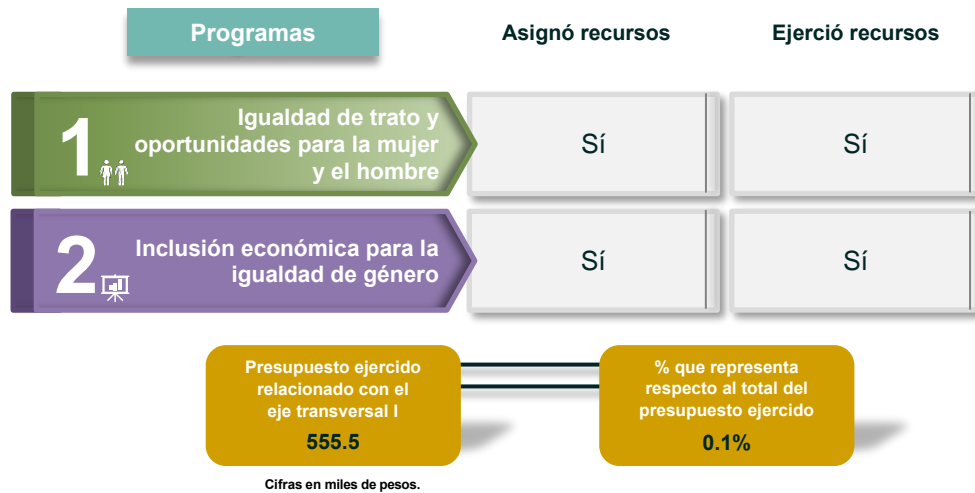 Programas
Asignó recursos
Ejerció recursos
1
Igualdad de trato y
oportunidades para la mujer
y el hombre
Sí
Sí
2
Inclusión económica para la
igualdad de género
Sí
Sí
Presupuesto ejercido
relacionado con el
eje transversal I
555.5
% que representa
respecto al total del
presupuesto ejercido
0.1%
Cifras en miles de pesos.